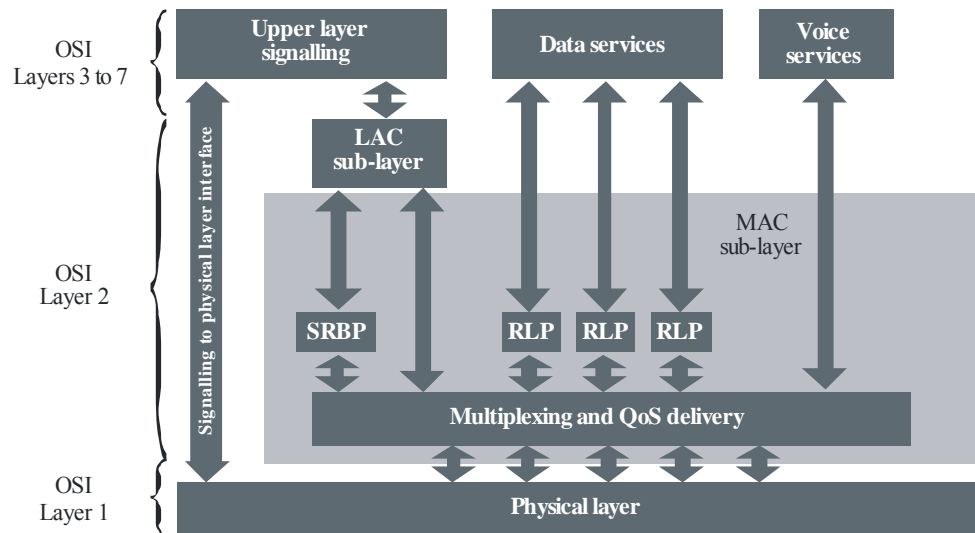 OSI
Layers 3 to 7
Upper layer
signalling
Data services
Voice
services
LAC
sub-layer
Signalling to physical layer interface
MAC
sub-layer
OSI
Layer 2
SRBP
RLP
RLP
RLP
Multiplexing and QoS delivery
OSI
Layer 1
Physical layer